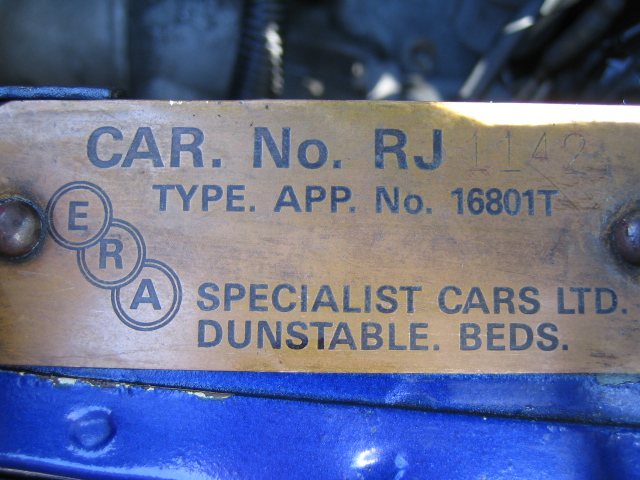 CAR. No. RJ 1142
TYPE. APP. No. 16801T
ERA
SPECIALIST CARS LTD.
DUNSTABLE. BEDS.